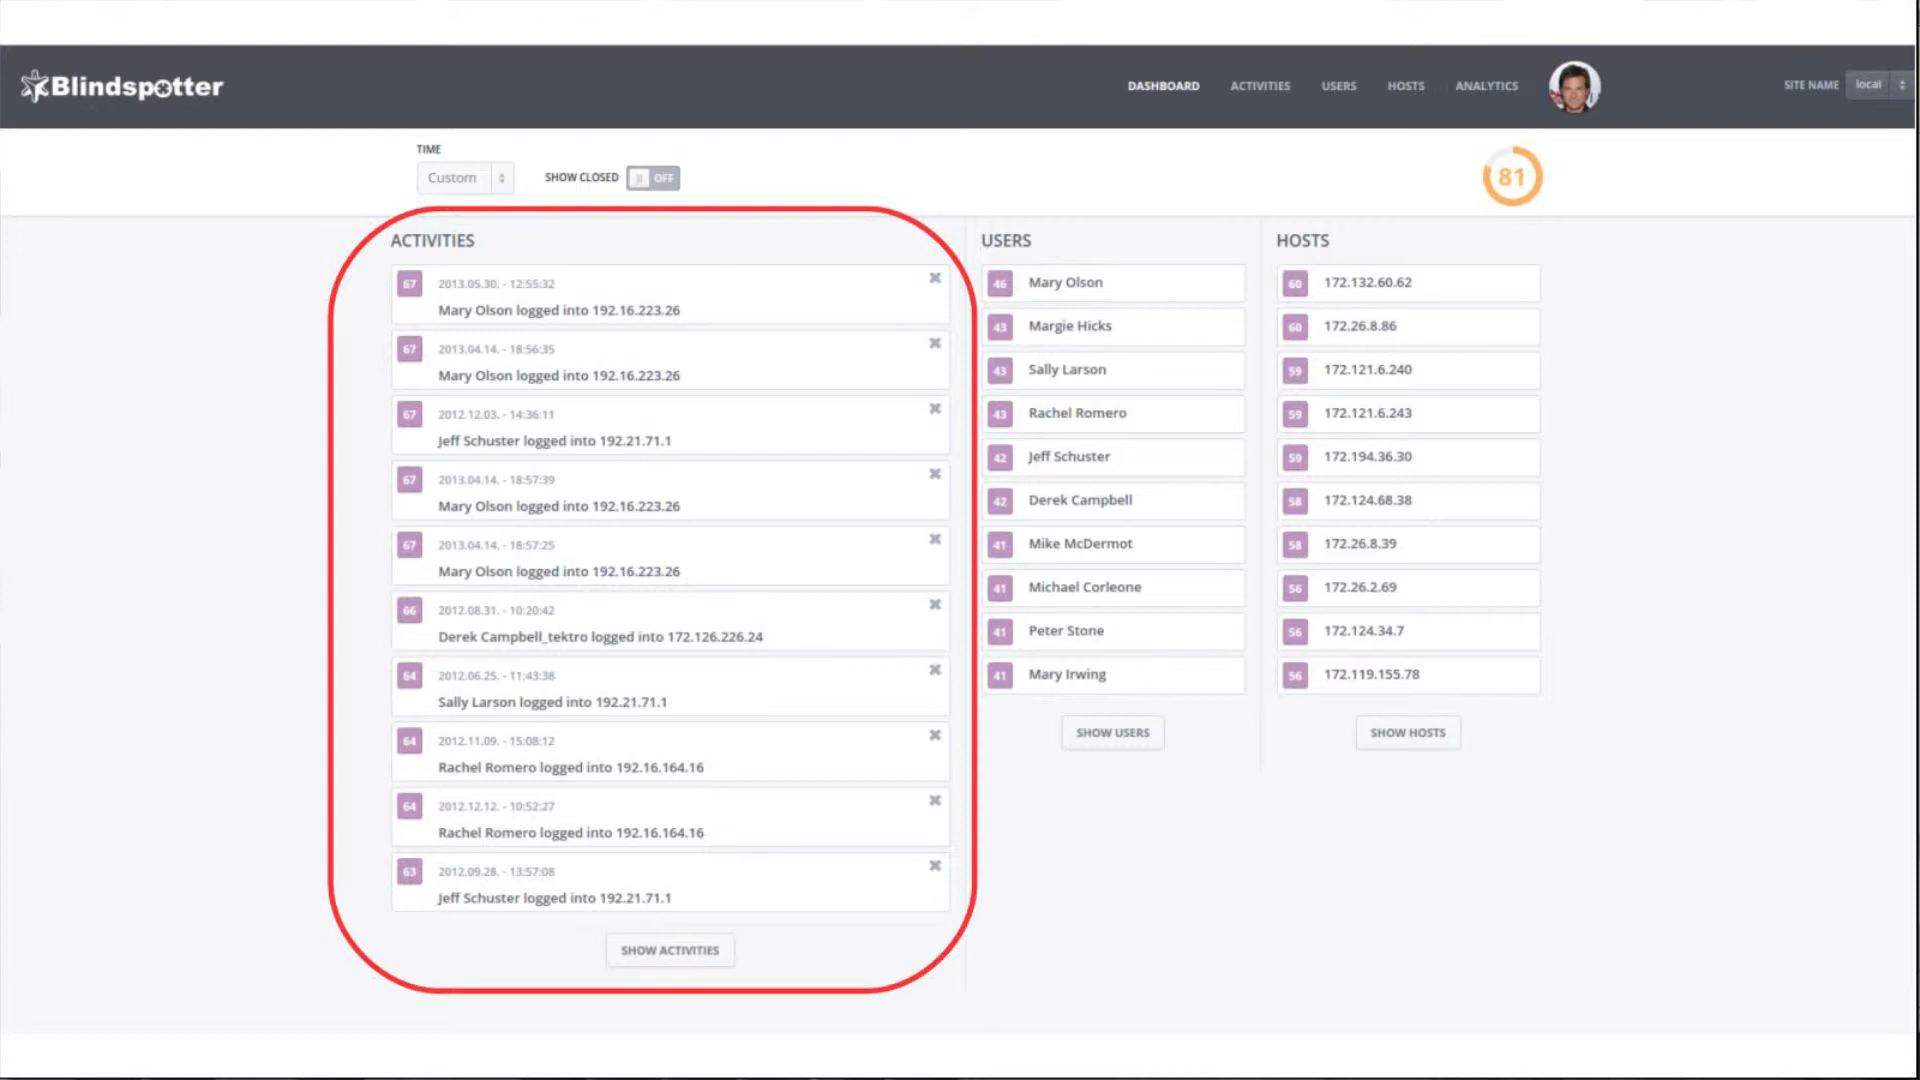 Blindspotter
DASHBOARD
ACTIVITIES
USERS
HOSTS
ANALYTICS
SITE NAME
local
TIME
Custom
SHOW CLOSED
OFF
81
ACTIVITIES
67
2013.05.30. - 12:55:32
Mary Olson logged into 192.16.223.26
67
2013.04.14. - 18:56:35
Mary Olson logged into 192.16.223.26
67
2012.12.03. - 14:36:11
Jeff Schuster logged into 192.21.71.1
67
2013.04.14. - 18:57:39
Mary Olson logged into 192.16.223.26
67
2013.04.14. - 18:57:25
Mary Olson logged into 192.16.223.26
66
2012.08.31. - 10:20:42
Derek Campbell_tektro logged into 172.126.226.24
64
2012.06.25. - 11:43:38
Sally Larson logged into 192.21.71.1
64
2012.11.09. - 15:08:12
Rachel Romero logged into 192.16.164.16
64
2012.12.12. - 10:52:27
Rachel Romero logged into 192.16.164.16
63
2012.09.28. - 13:57:08
Jeff Schuster logged into 192.21.71.1
SHOW ACTIVITIES
USERS
46 Mary Olson
43 Margie Hicks
43 Sally Larson
43 Rachel Romero
42 Jeff Schuster
42 Derek Campbell
41 Mike McDermot
41 Michael Corleone
41 Peter Stone
41 Mary Irwing
SHOW USERS
HOSTS
60 172.132.60.62
60 172.26.8.86
59 172.121.6.240
59 172.121.6.243
59 172.194.36.30
58 172.124.68.38
58 172.26.8.39
56 172.26.2.69
56 172.124.34.7
56 172.119.155.78
SHOW HOSTS